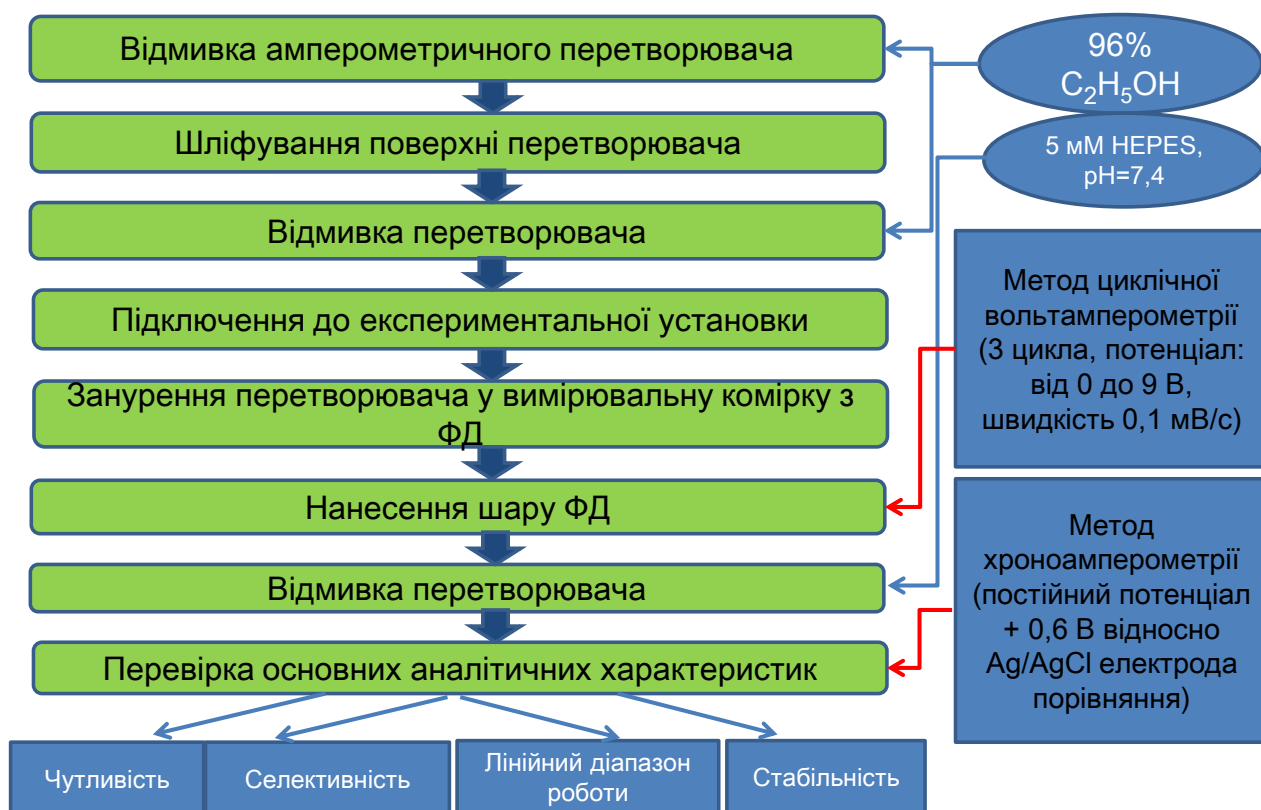 Відмивка амперометричного перетворювача
Шліфування поверхні перетворювача
Відмивка перетворювача
Підключення до експериментальної установки
Занурення перетворювача у вимірювальну комірку з
ФД
Нанесення шару ФД
Відмивка перетворювача
Перевірка основних аналітичних характеристик
Чутливість
Селективність
Лінійний діапазон
роботи
Стабільність
96%
C₂H₅OH
5 мМ HEPES,
pH=7,4
Метод циклічної
вольтамперометрії
(3 цикла, потенціал:
від 0 до 9 В,
швидкість 0,1 мВ/с)
Метод
хроноамперометрії
(постійний потенціал
+ 0,6 В відносно
Ag/AgCl електрода
порівняння)